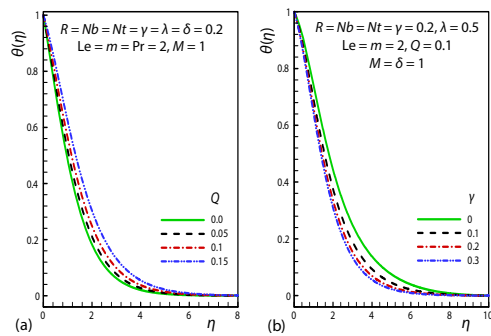 R = Nb = Nt = γ = λ = δ = 0.2
Le = m = Pr = 2, M = 1
θ(η)
1
0.8
0.6
0.4
0.2
0
Q
0.0
0.05
0.1
0.15
0 2 4 6 8
(a)
η
R = Nb = Nt = γ = 0.2, λ = 0.5
Le = m = 2, Q = 0.1
M = δ = 1
θ(η)
1
0.8
0.6
0.4
0.2
0
γ
0
0.1
0.2
0.3
0 2 4 6 8 10
(b)
η